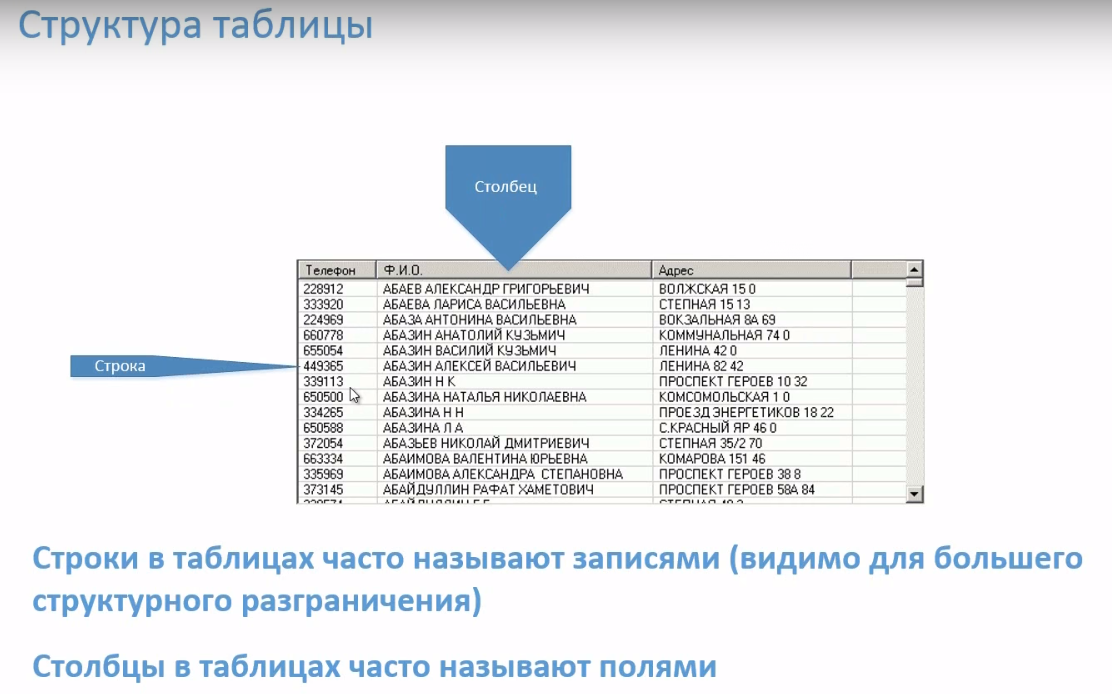 Структура таблицы
Столбец
Телефон Ф.И.О. Адрес
228912 АБАЕВ АЛЕКСАНДР ГРИГОРЬЕВИЧ ВОЛЖСКАЯ 15 0
333920 АБАЕВА ЛАРИСА ВАСИЛЬЕВНА СТЕПНАЯ 15 13
224969 АБАЗА АНТОНИНА ВАСИЛЬЕВНА ВОКЗАЛЬНАЯ 8А 69
660778 АБАЗИН АНАТОЛИЙ КУЗЬМИЧ КОММУНАЛЬНАЯ 74 0
655054 АБАЗИН ВАСИЛИЙ КУЗЬМИЧ ЛЕНИНА 42 0
Строка 449365 АБАЗИН АЛЕКСЕЙ ВАСИЛЬЕВИЧ ЛЕНИНА 82 42
339113 АБАЗИН Н К ПРОСПЕКТ ГЕРОЕВ 10 32
650500 АБАЗИНА НАТАЛЬЯ НИКОЛАЕВНА КОМСОМОЛЬСКАЯ 1 0
334265 АБАЗИНА Н Н ПРОЕЗД ЭНЕРГЕТИКОВ 18 22
650588 АБАЗИНА Л А С.КРАСНЫЙ ЯР 46 0
372054 АБАЗЬЕВ НИКОЛАЙ ДМИТРИЕВИЧ СТЕПНАЯ 35/2 70
663334 АБАИМОВА ВАЛЕНТИНА ЮРЬЕВНА КОМАРОВА 151 46
335969 АБАИМОВА АЛЕКСАНДРА СТЕПАНОВНА ПРОСПЕКТ ГЕРОЕВ 38 8
373145 АБАЙДУЛЛИН РАФАТ ХАМЕТОВИЧ ПРОСПЕКТ ГЕРОЕВ 58А 84
Строки в таблицах часто называют записями (видимо для большего
структурного разграничения)
Столбцы в таблицах часто называют полями